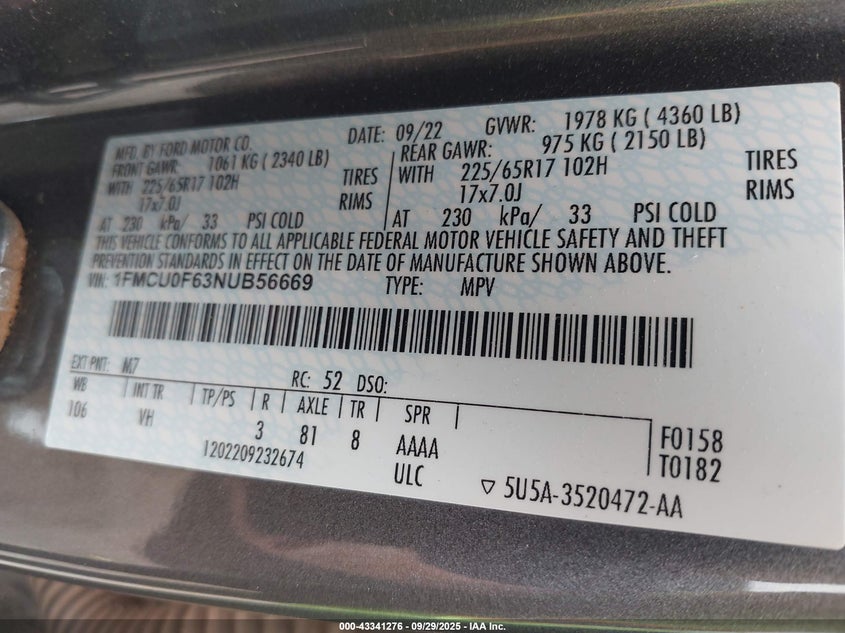 MFD. BY FORD MOTOR CO. DATE: 09/22 GVWR: 1978 KG ( 4360 LB)
FRONT GAWR: 1061 KG ( 2340 LB) REAR GAWR: 975 KG ( 2150 LB)
WITH 225/65R17 102H TIRES WITH 225/65R17 102H TIRES
17x7.0J RIMS 17x7.0J RIMS
AT 230 kPa/ 33 PSI COLD AT 230 kPa/ 33 PSI COLD
THIS VEHICLE CONFORMS TO ALL APPLICABLE FEDERAL MOTOR VEHICLE SAFETY AND THEFT
PREVENTION STANDARDS IN EFFECT ON THE DATE OF MANUFACTURE SHOWN ABOVE.
VIN: 1FMCU0F63NUB56669 TYPE: MPV
EXT PNT: M7 RC: 52 DSO:
WB INT TR TP/PS R AXLE TR SPR
106 VH 3 81 8 AAAA F0158
1202209232674 ULC T0182
5U5A-3520472-AA
000-43341276 - 09/29/2025 - IAA Inc.